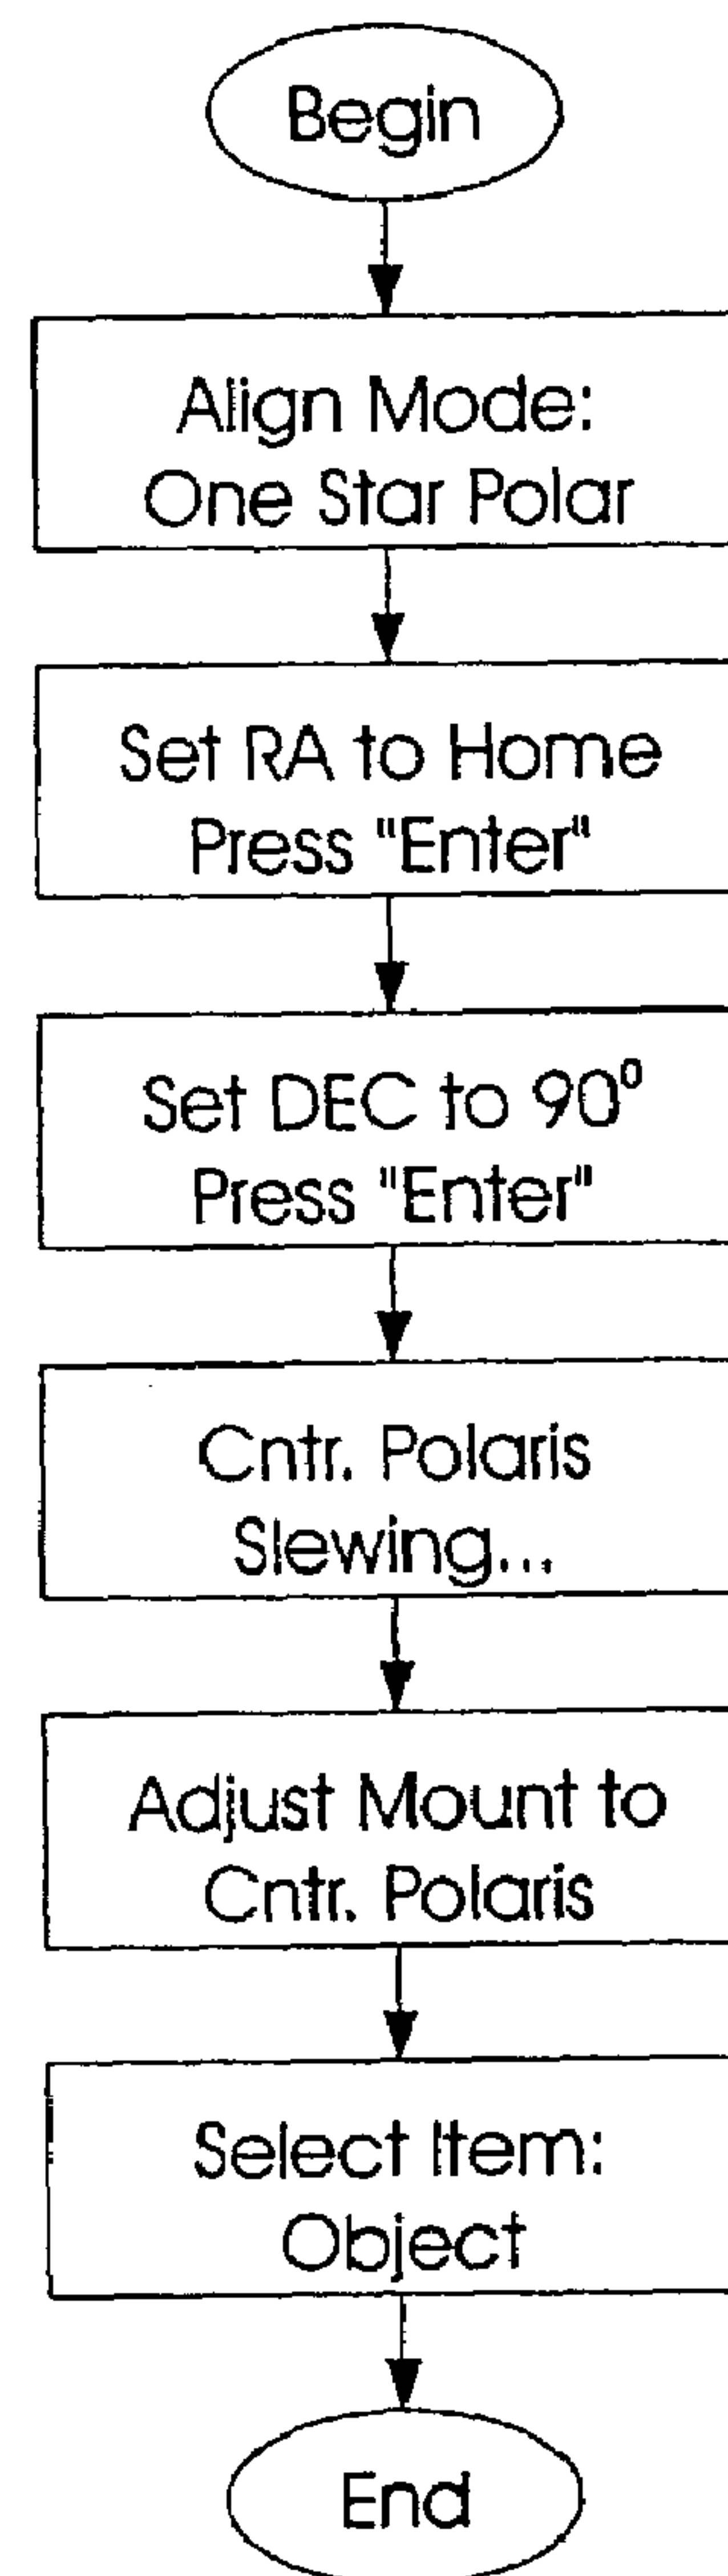 Begin
Align Mode:
One Star Polar
Set RA to Home
Press "Enter"
Set DEC to 90⁰
Press "Enter"
Cntr. Polaris
Slewing...
Adjust Mount to
Cntr. Polaris
Select Item:
Object
End